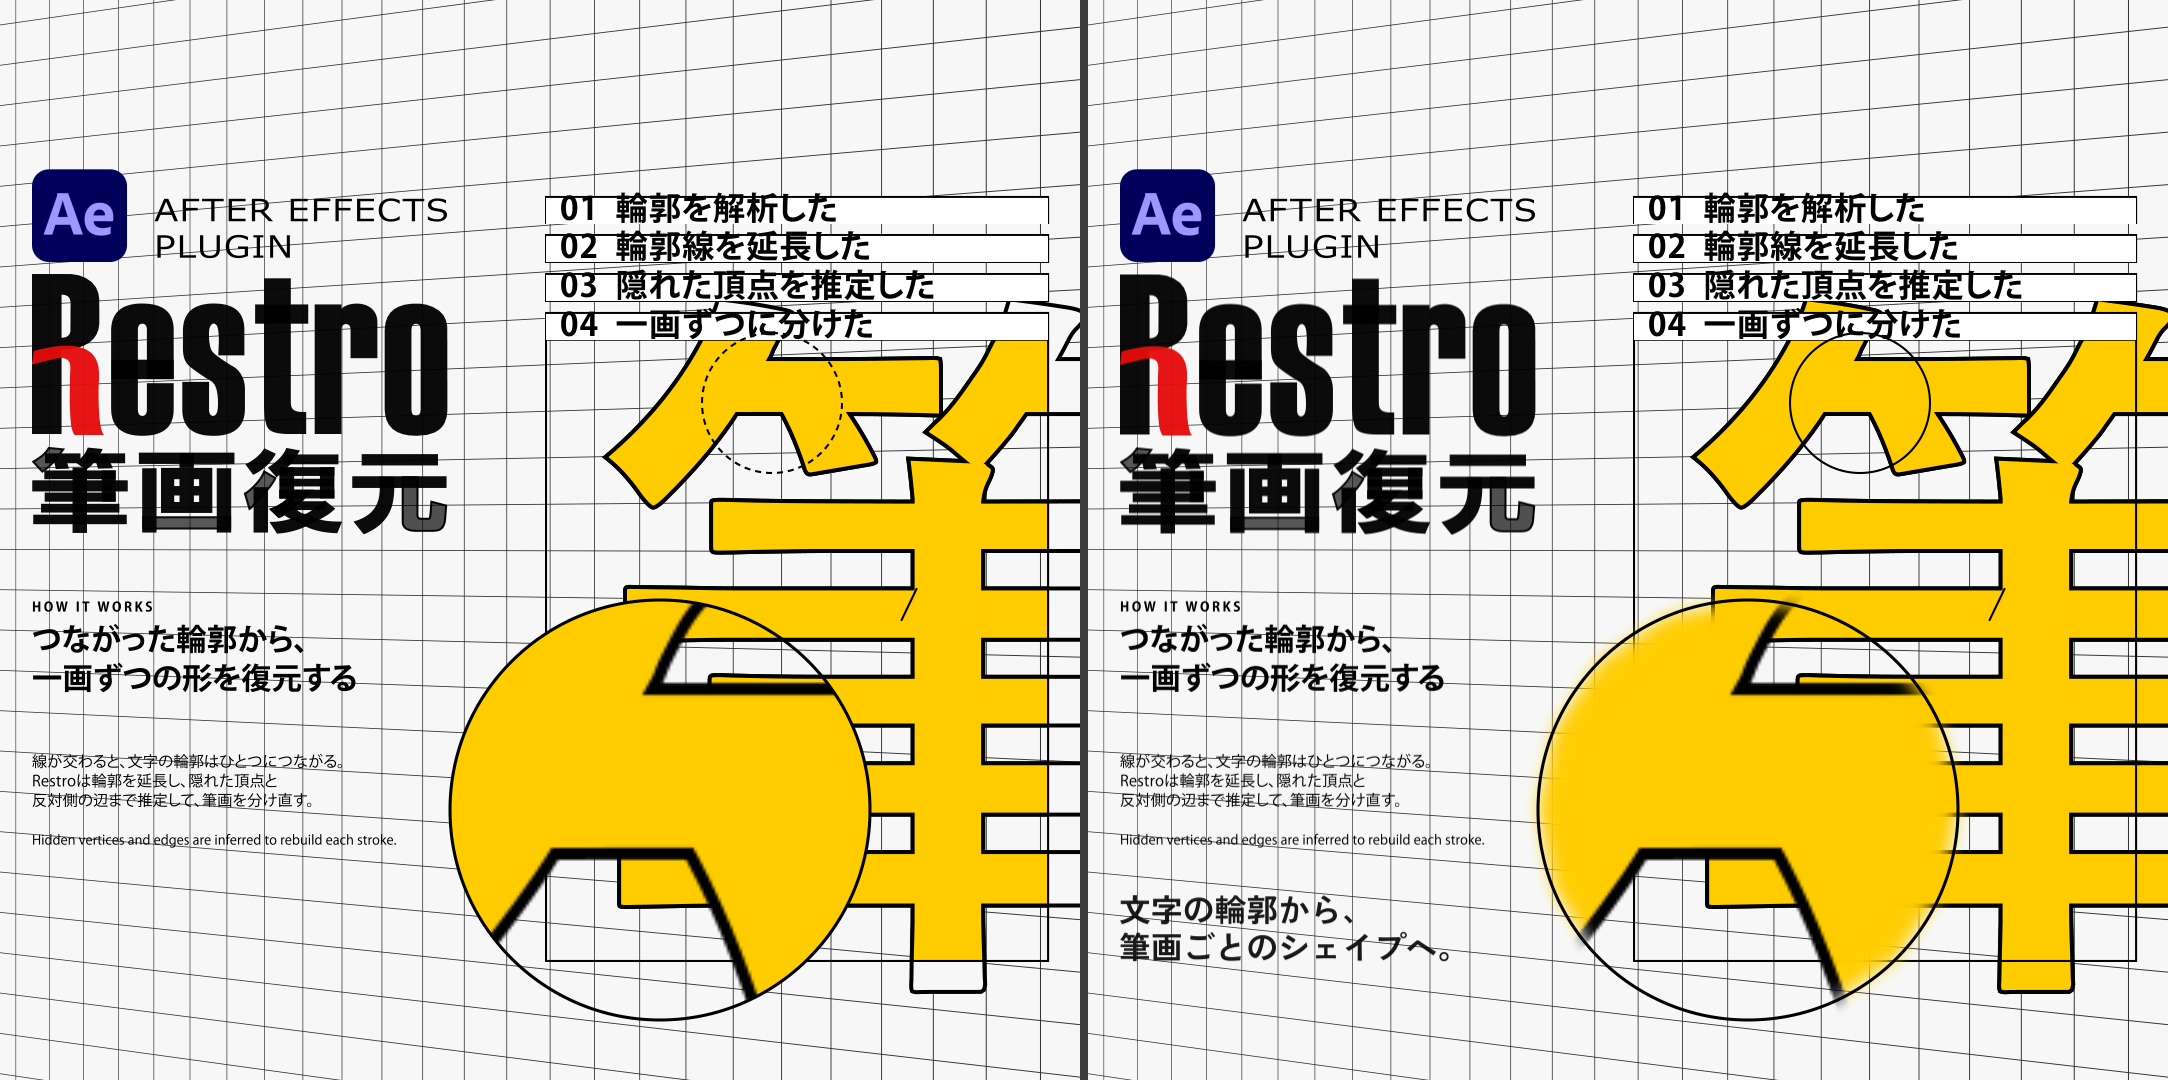 Ae
AFTER EFFECTS
PLUGIN
Restro
筆画復元
01 輪郭を解析した
02 輪郭線を延長した
03 隠れた頂点を推定した
04 一画ずつに分けた
筆
HOW IT WORKS
つながった輪郭から、
一画ずつの形を復元する
線が交わると、文字の輪郭はひとつにつながる。
Restroは輪郭を延長し、隠れた頂点と
反対側の辺まで推定して、筆画を分け直す。
Hidden vertices and edges are inferred to rebuild each stroke.
Ae
AFTER EFFECTS
PLUGIN
Restro
筆画復元
01 輪郭を解析した
02 輪郭線を延長した
03 隠れた頂点を推定した
04 一画ずつに分けた
筆
HOW IT WORKS
つながった輪郭から、
一画ずつの形を復元する
線が交わると、文字の輪郭はひとつにつながる。
Restroは輪郭を延長し、隠れた頂点と
反対側の辺まで推定して、筆画を分け直す。
Hidden vertices and edges are inferred to rebuild each stroke.
文字の輪郭から、
筆画ごとのシェイプへ。